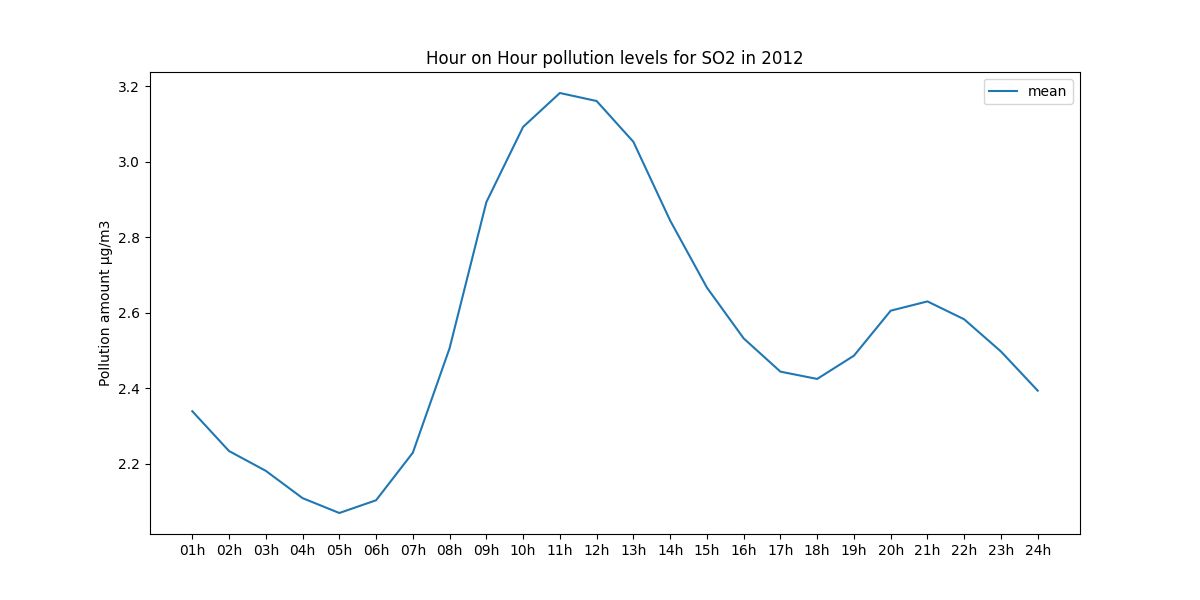 Hour on Hour pollution levels for SO2 in 2012
mean
Pollution amount µg/m3
3.2
3.0
2.8
2.6
2.4
2.2
01h 02h 03h 04h 05h 06h 07h 08h 09h 10h 11h 12h 13h 14h 15h 16h 17h 18h 19h 20h 21h 22h 23h 24h